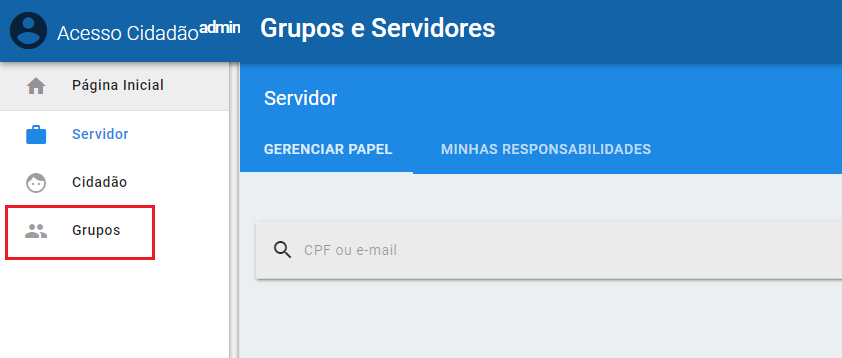 Acesso Cidadão admin
Grupos e Servidores
Página Inicial
Servidor
Cidadão
Grupos
Servidor
GERENCIAR PAPEL
MINHAS RESPONSABILIDADES
CPF ou e-mail